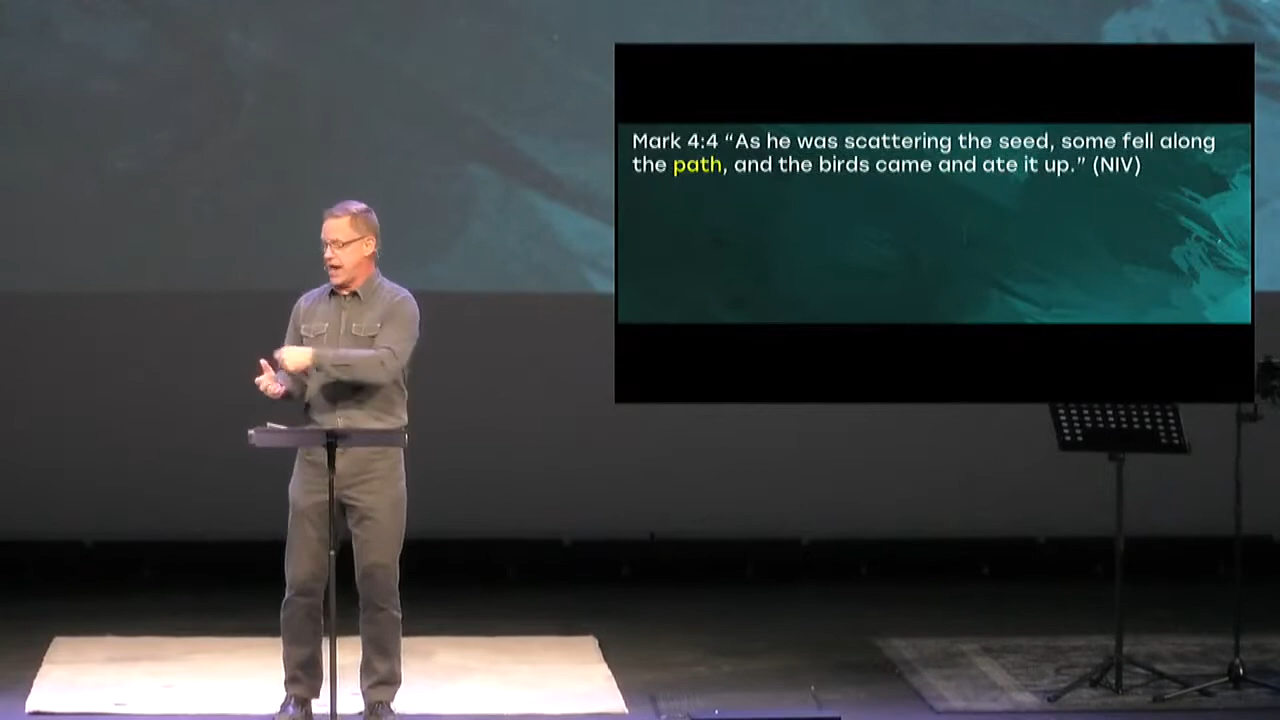 Mark 4:4 “As he was scattering the seed, some fell along
the path, and the birds came and ate it up.” (NIV)